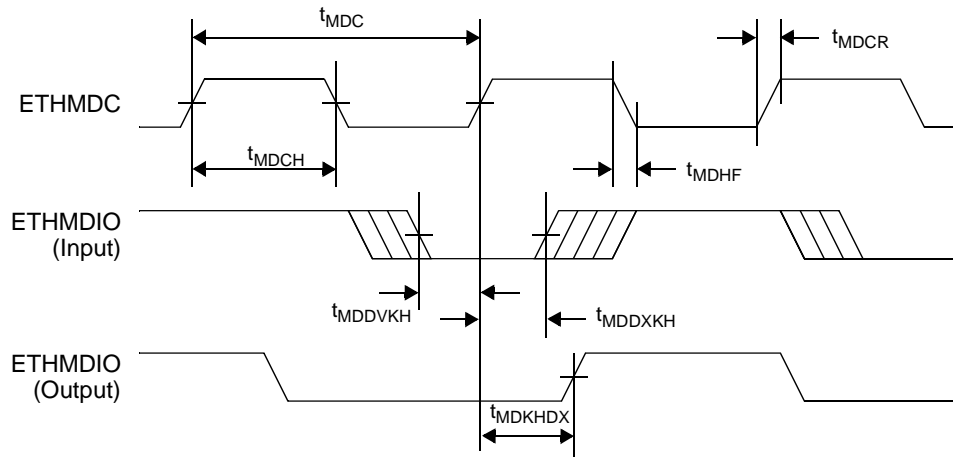 tMDC
tMDCR
ETHMDC
tMDCH
tMDHF
ETHMDIO
(Input)
tMDDVKH
tMDDXKH
ETHMDIO
(Output)
tMDKHDX